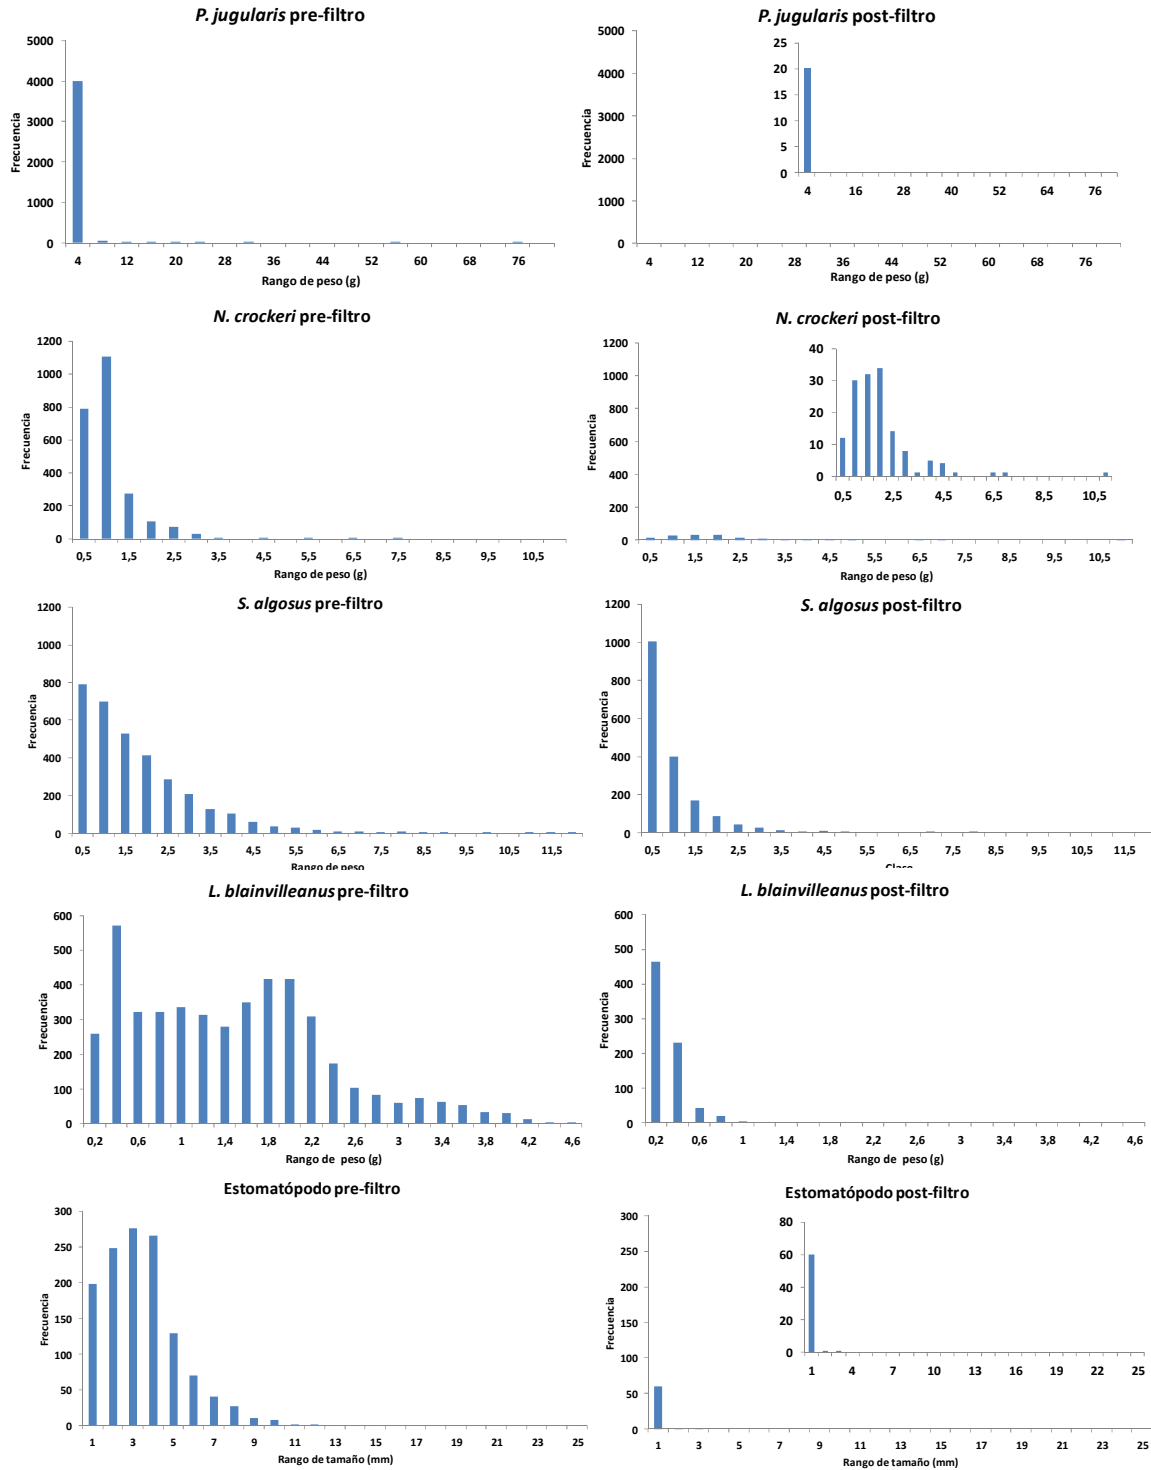 P. jugularis pre-filtro
5000
4000
3000
2000
1000
0
Frecuencia
4 12 20 28 36 44 52 60 68 76
Rango de peso (g)
P. jugularis post-filtro
5000
4000
3000
2000
1000
0
Frecuencia
4 12 20 28 36 44 52 60 68 76
Rango de peso (g)
25
20
15
10
5
0
4 16 28 40 52 64 76
N. crockeri pre-filtro
1200
1000
800
600
400
200
0
Frecuencia
0,5 1,5 2,5 3,5 4,5 5,5 6,5 7,5 8,5 9,5 10,5
Rango de peso (g)
N. crockeri post-filtro
1200
1000
800
600
400
200
0
Frecuencia
0,5 1,5 2,5 3,5 4,5 5,5 6,5 7,5 8,5 9,5 10,5
Rango de peso (g)
40
30
20
10
0
0,5 2,5 4,5 6,5 8,5 10,5
S. algosus pre-filtro
1200
1000
800
600
400
200
0
Frecuencia
0,5 1,5 2,5 3,5 4,5 5,5 6,5 7,5 8,5 9,5 10,5 11,5
Rango de peso
S. algosus post-filtro
1200
1000
800
600
400
200
0
Frecuencia
0,5 1,5 2,5 3,5 4,5 5,5 6,5 7,5 8,5 9,5 10,5 11,5
Clase
L. blainvilleanus pre-filtro
600
500
400
300
200
100
0
Frecuencia
0,2 0,6 1 1,4 1,8 2,2 2,6 3 3,4 3,8 4,2 4,6
Rango de peso (g)
L. blainvilleanus post-filtro
600
500
400
300
200
100
0
Frecuencia
0,2 0,6 1 1,4 1,8 2,2 2,6 3 3,4 3,8 4,2 4,6
Rango de peso (g)
Estomatópodo pre-filtro
300
250
200
150
100
50
0
Frecuencia
1 3 5 7 9 11 13 15 17 19 21 23 25
Rango de tamaño (mm)
Estomatópodo post-filtro
300
250
200
150
100
50
0
Frecuencia
1 3 5 7 9 11 13 15 17 19 21 23 25
Rango de tamaño (mm)
80
60
40
20
0
1 4 7 10 13 16 19 22 25